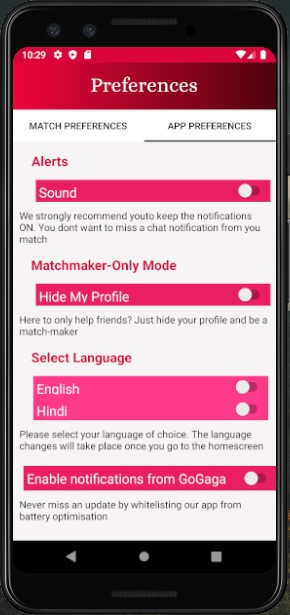 10:29
Preferences
MATCH PREFERENCES APP PREFERENCES
Alerts
Sound
We strongly recommend youto keep the notifications
ON. You dont want to miss a chat notification from you
match
Matchmaker-Only Mode
Hide My Profile
Here to only help friends? Just hide your profile and be a
match-maker
Select Language
English
Hindi
Please select your language of choice. The language
changes will take place once you go to the homescreen
Enable notifications from GoGaga
Never miss an update by whitelisting our app from
battery optimisation